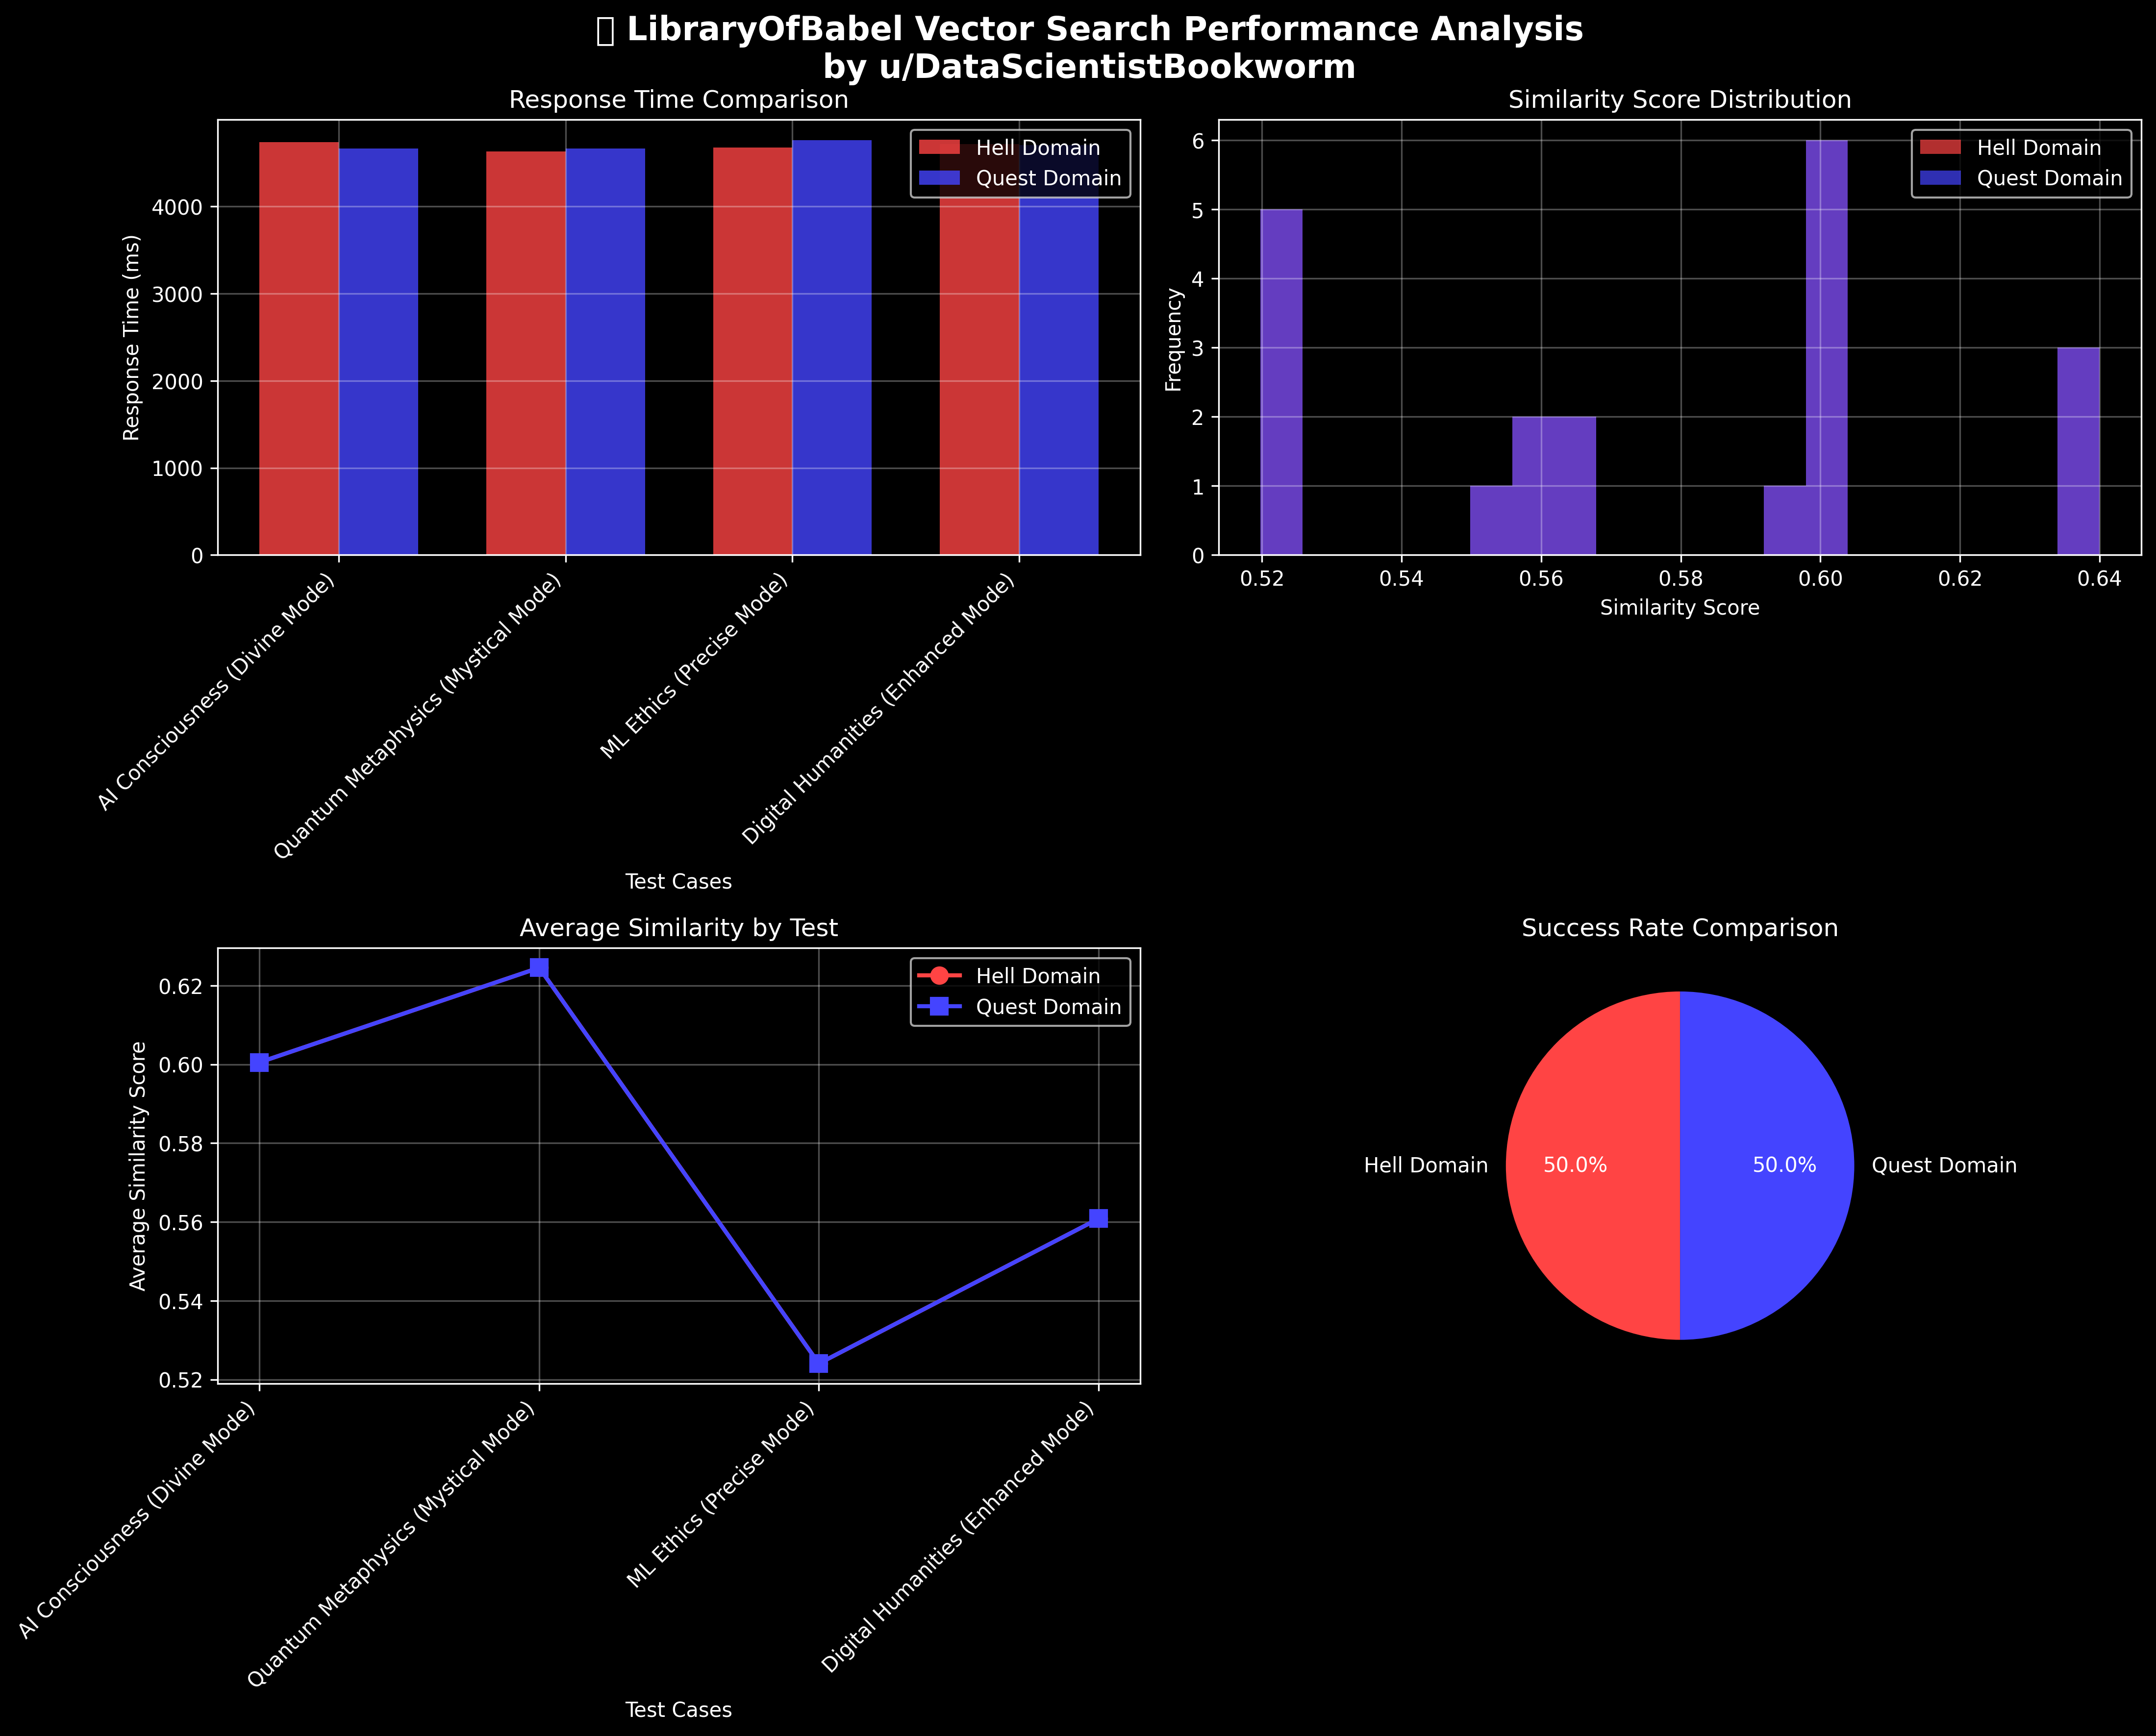 ▯ LibraryOfBabel Vector Search Performance Analysis
by u/DataScientistBookworm
Response Time Comparison
Hell Domain
Quest Domain
Response Time (ms)
4000
3000
2000
1000
0
AI Consciousness (Divine Mode)
Quantum Metaphysics (Mystical Mode)
ML Ethics (Precise Mode)
Digital Humanities (Enhanced Mode)
Test Cases
Similarity Score Distribution
Hell Domain
Quest Domain
Frequency
6
5
4
3
2
1
0
0.52
0.54
0.56
0.58
0.60
0.62
0.64
Similarity Score
Average Similarity by Test
Hell Domain
Quest Domain
Average Similarity Score
0.62
0.60
0.58
0.56
0.54
0.52
AI Consciousness (Divine Mode)
Quantum Metaphysics (Mystical Mode)
ML Ethics (Precise Mode)
Digital Humanities (Enhanced Mode)
Test Cases
Success Rate Comparison
Hell Domain
50.0%
50.0%
Quest Domain